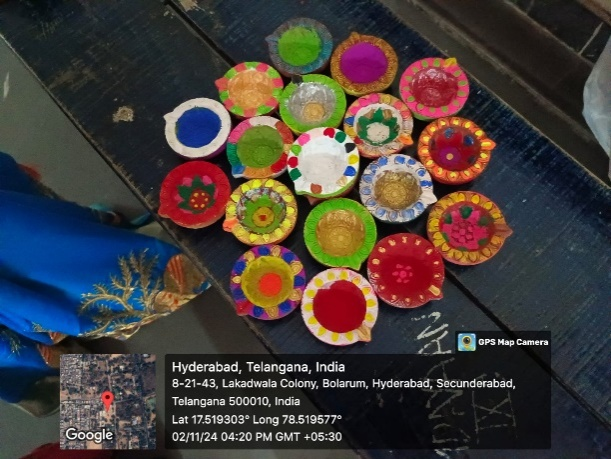 GPS Map Camera
Hyderabad, Telangana, India
8-21-43, Lakadwala Colony, Bolarum, Hyderabad, Secunderabad,
Telangana 500010, India
Lat 17.519303° Long 78.519577°
02/11/24 04:20 PM GMT +05:30
Google